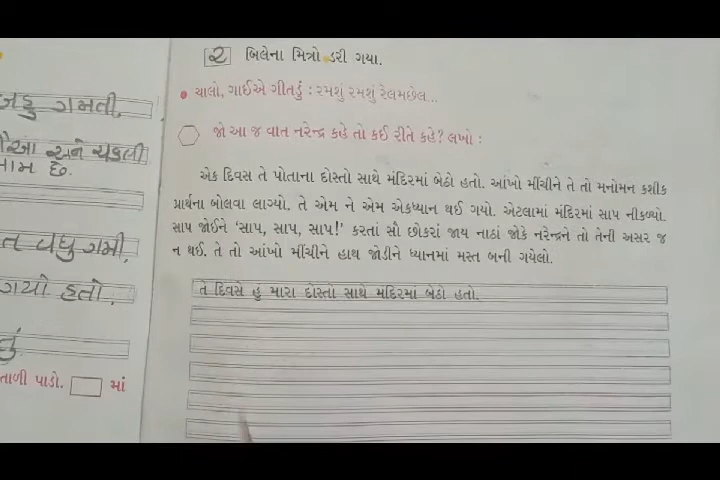 જાડુ ગમતી.
અને ચકલી
નામ છે.
ત વધુ ગમી.
ગયો હતો.
નું
તાળી પાડો. માં
2 બિલેના મિત્રો ડરી ગયા.
• ચાલો, ગાઈએ ગીતડું : રમશું રમશું રેલમછેલ...
જો આ જ વાત નરેન્દ્ર કહે તો કઈ રીતે કહે? લખો :
એક દિવસ તે પોતાના દોસ્તો સાથે મંદિરમાં બેઠો હતો. આંખો મીંચીને તે તો મનોમન કશીક
પ્રાર્થના બોલવા લાગ્યો. તે એમ ને એમ એકધ્યાન થઈ ગયો. એટલામાં મંદિરમાં સાપ નીકળ્યો.
સાપ જોઈને ‘સાપ, સાપ, સાપ!’ કરતાં સૌ છોકરાં જાય નાઠાં જોકે નરેન્દ્રને તો તેની અસર જ
ન થઈ. તે તો આંખો મીંચીને હાથ જોડીને ધ્યાનમાં મસ્ત બની ગયેલો.
તે દિવસે હું મારા દોસ્તો સાથે મંદિરમાં બેઠો હતો.